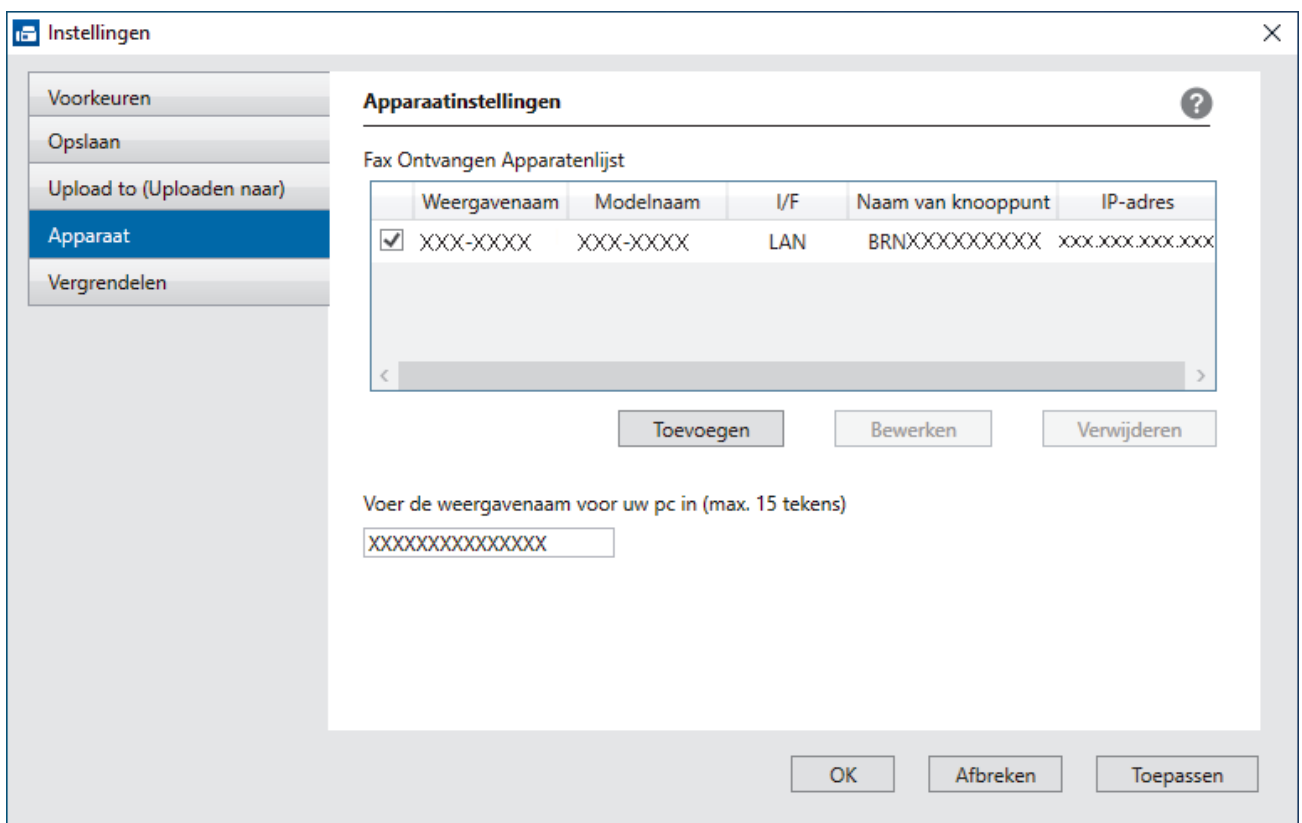 Instellingen
Voorkeuren
Opslaan
Upload to (Uploaden naar)
Apparaat
Vergrendelen
Apparaatinstellingen
?
Fax Ontvangen Apparatenlijst
Weergavenaam Modelnaam I/F Naam van knooppunt IP-adres
XXX-XXXX XXX-XXXX LAN BRNXXXXXXXXX XXX.XXX.XXX.XXX
Toevoegen Bewerken Verwijderen
Voer de weergavenaam voor uw pc in (max. 15 tekens)
XXXXXXXXXXXXXXX
OK Afbreken Toepassen